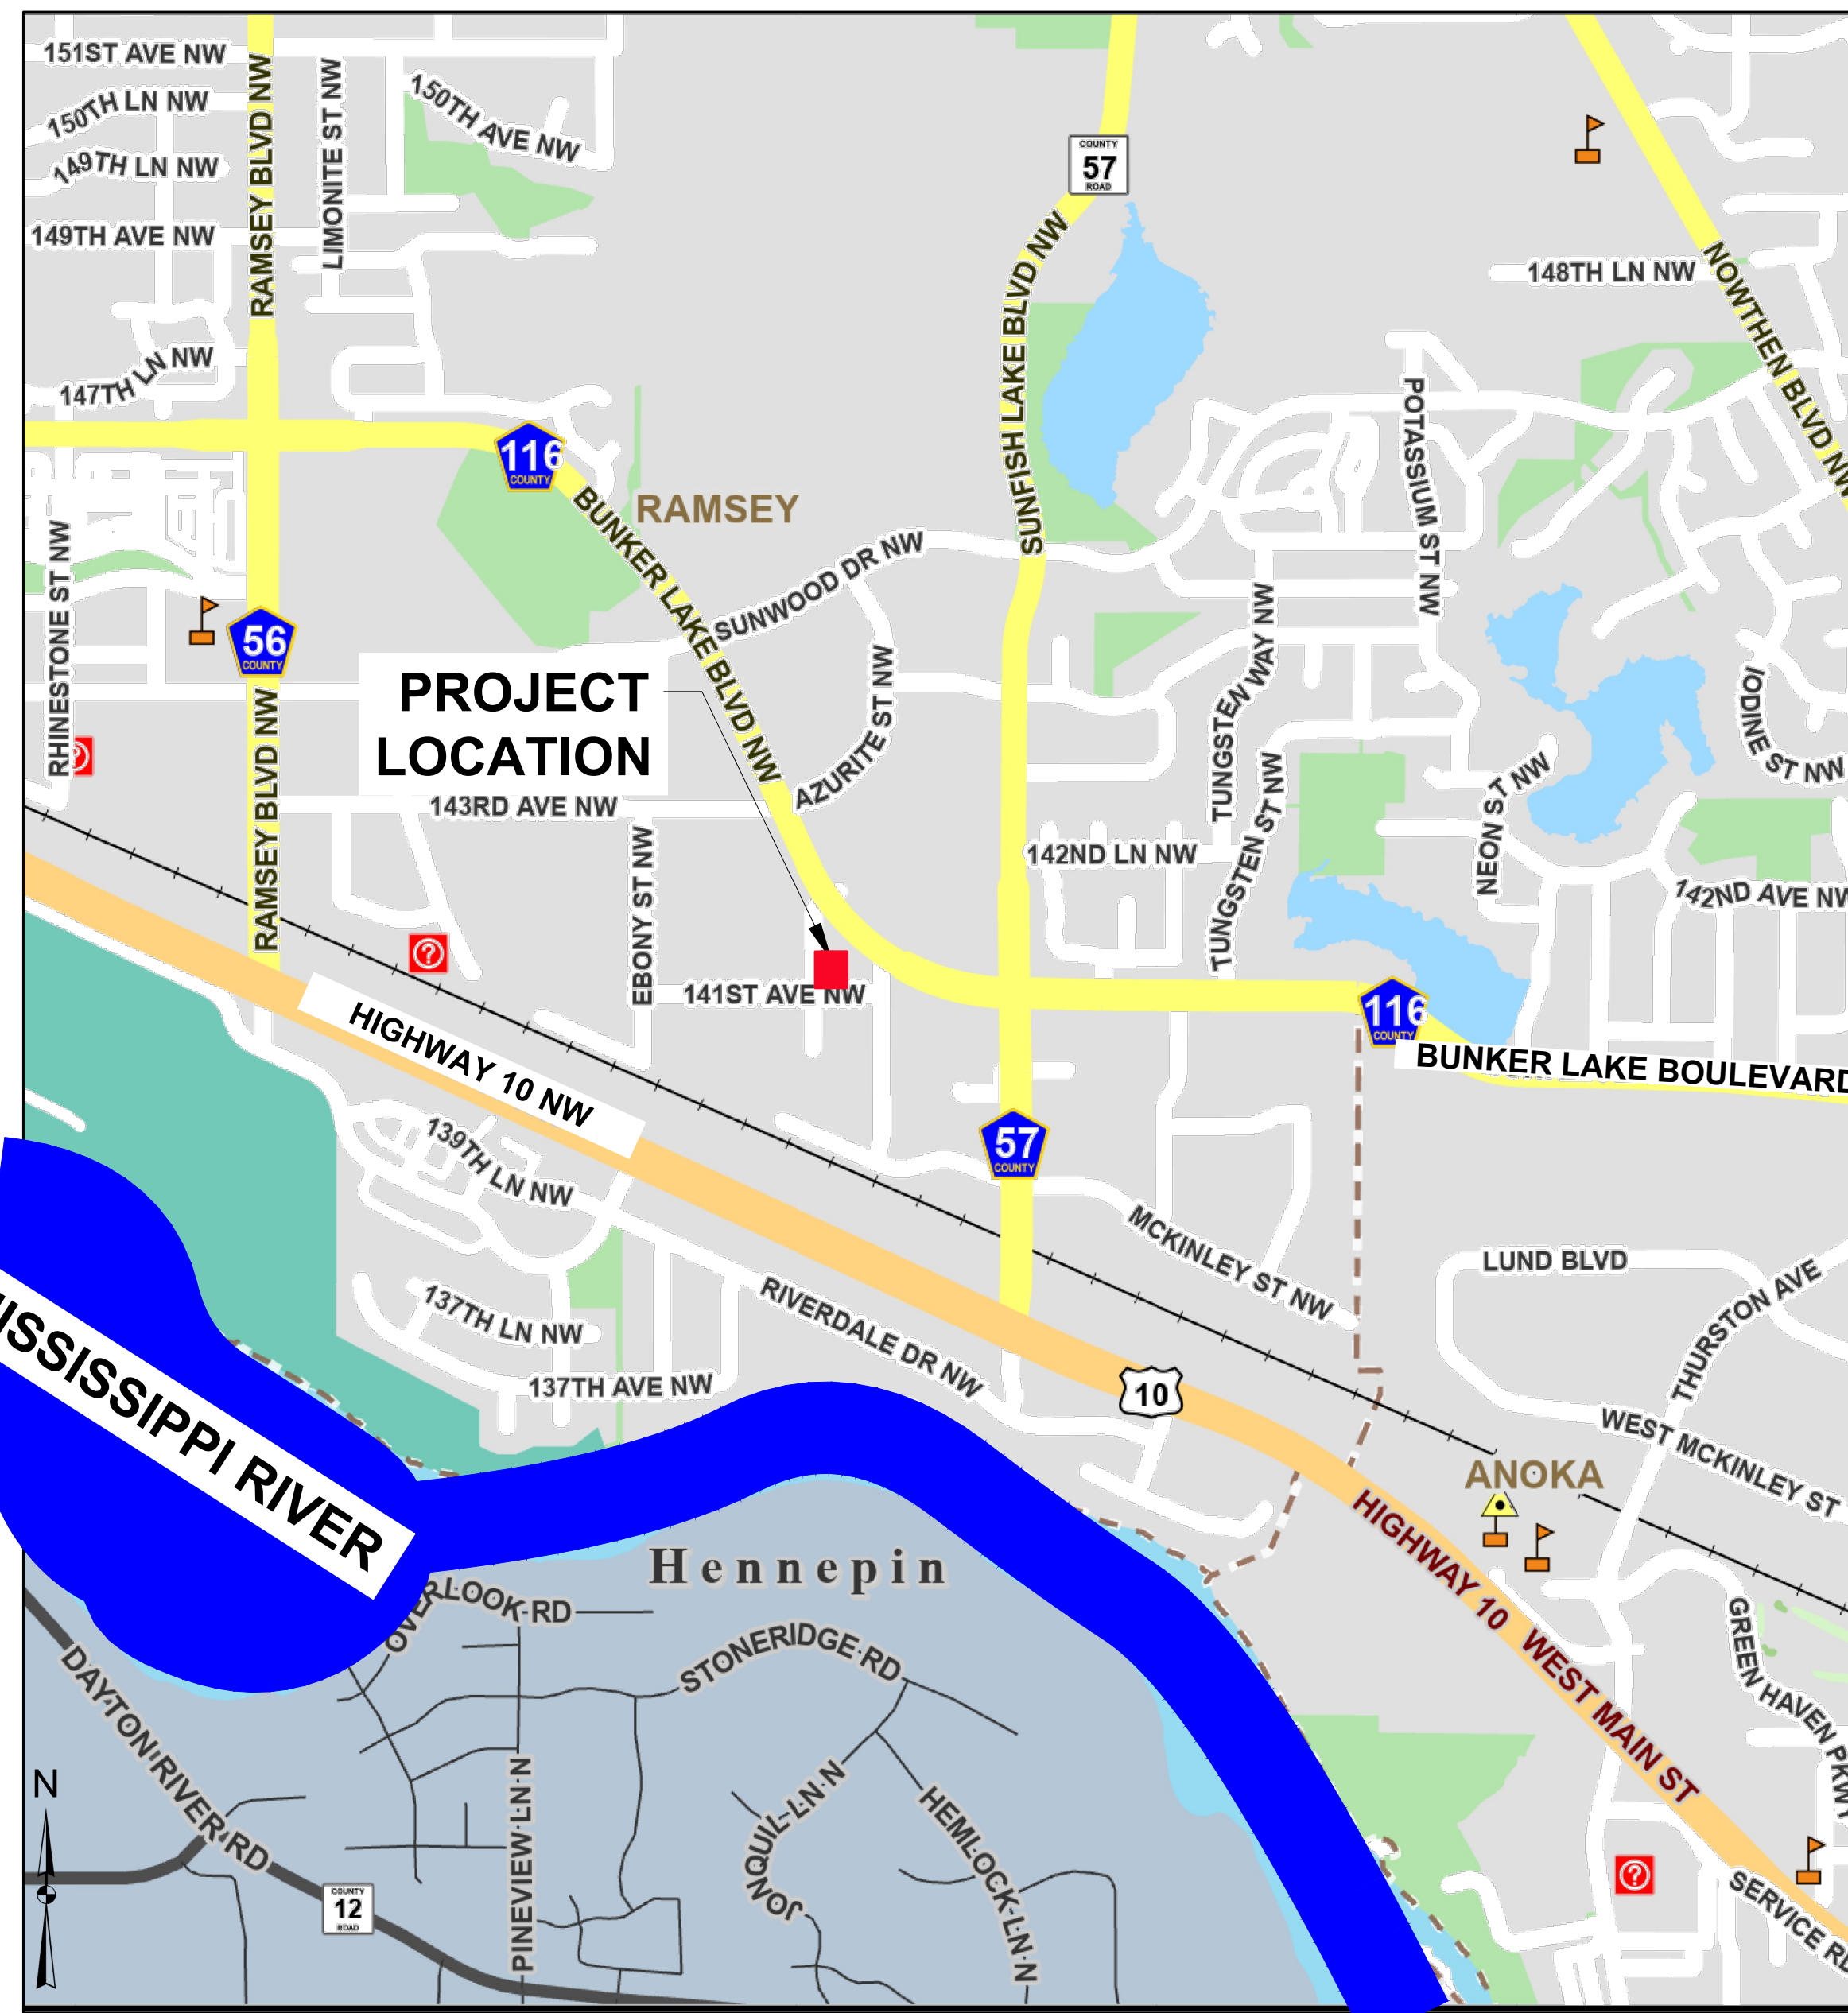 151ST AVE NW
150TH LN NW
149TH LN NW
149TH AVE NW
147TH LN NW
RAMSEY BLVD NW
LIMONITE ST NW
150TH AVE NW
COUNTY
57
ROAD
SUNFISH LAKE BLVD NW
148TH LN NW
NOWTHEN BLVD NW
POTASSIUM ST NW
116
COUNTY
BUNKER LAKE BLVD NW
RAMSEY
SUNWOOD DR NW
RHINESTONE ST NW
56
COUNTY
RAMSEY BLVD NW
PROJECT
LOCATION
AZURITE ST NW
143RD AVE NW
EBONY ST NW
141ST AVE NW
TUNGSTEN WAY NW
TUNGSTEN ST NW
142ND LN NW
NEON ST NW
IODINE ST NW
142ND AVE NW
116
COUNTY
BUNKER LAKE BOULEVARD
HIGHWAY 10 NW
57
COUNTY
139TH LN NW
137TH LN NW
137TH AVE NW
RIVERDALE DR NW
MCKINLEY ST NW
LUND BLVD
THURSTON AVE
WEST MCKINLEY ST
10
ANOKA
HIGHWAY 10
WEST MAIN ST
GREEN HAVEN PKWY
SERVICE RD
ISSISSIPPI RIVER
Hennepin
OVERLOOK RD
STONERIDGE RD
DAYTON RIVER RD
PINEVIEW LN N
JONQUIL LN N
HEMLOCK LN N
COUNTY
12
ROAD
N